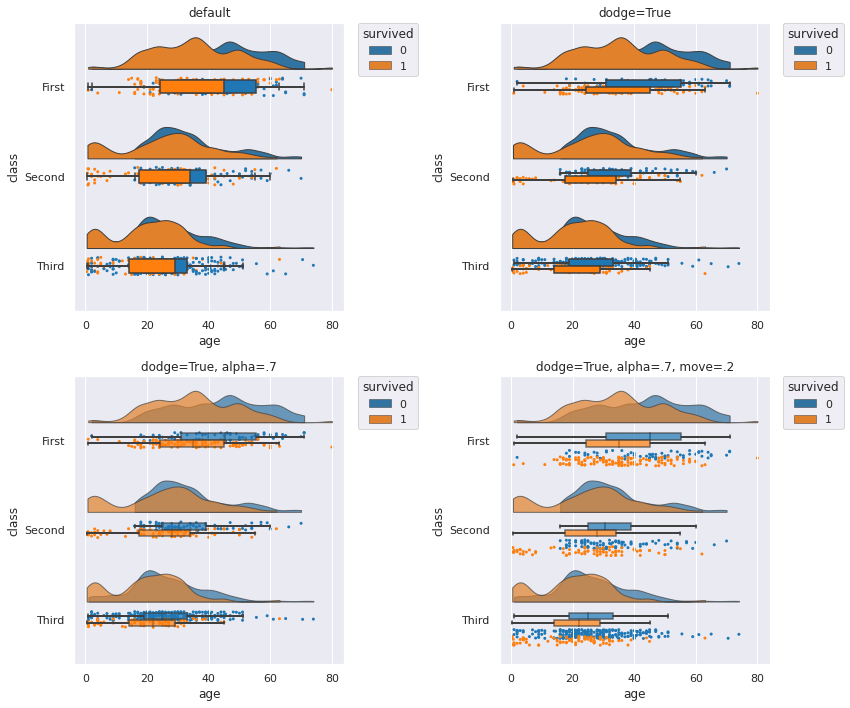 default
survived
0
1
First
Second
Third
class
0 20 40 60 80
age
dodge=True
survived
0
1
First
Second
Third
class
0 20 40 60 80
age
dodge=True, alpha=.7
survived
0
1
First
Second
Third
class
0 20 40 60 80
age
dodge=True, alpha=.7, move=.2
survived
0
1
First
Second
Third
class
0 20 40 60 80
age